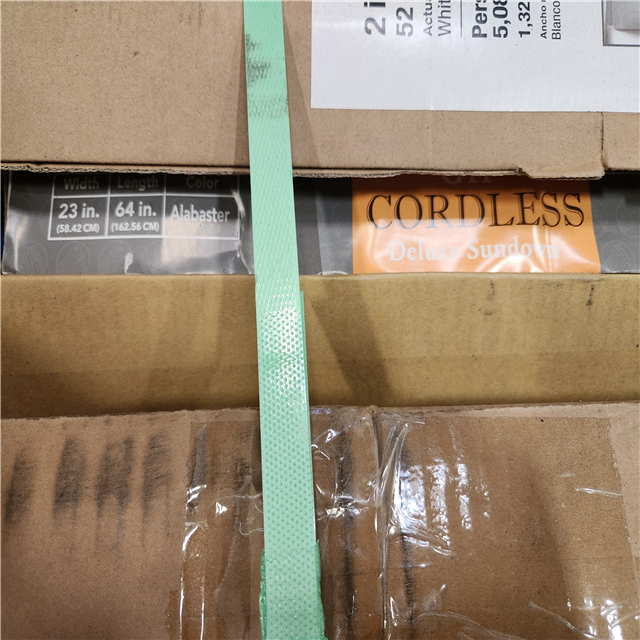 2 i
52
Actua
Whit
Pers
5,08
1,32
Ancho
Blanco
Width Length Color
23 in. 64 in. Alabaster
(58.42 CM) (162.56 CM)
CORDLESS
Deluxe Sundown